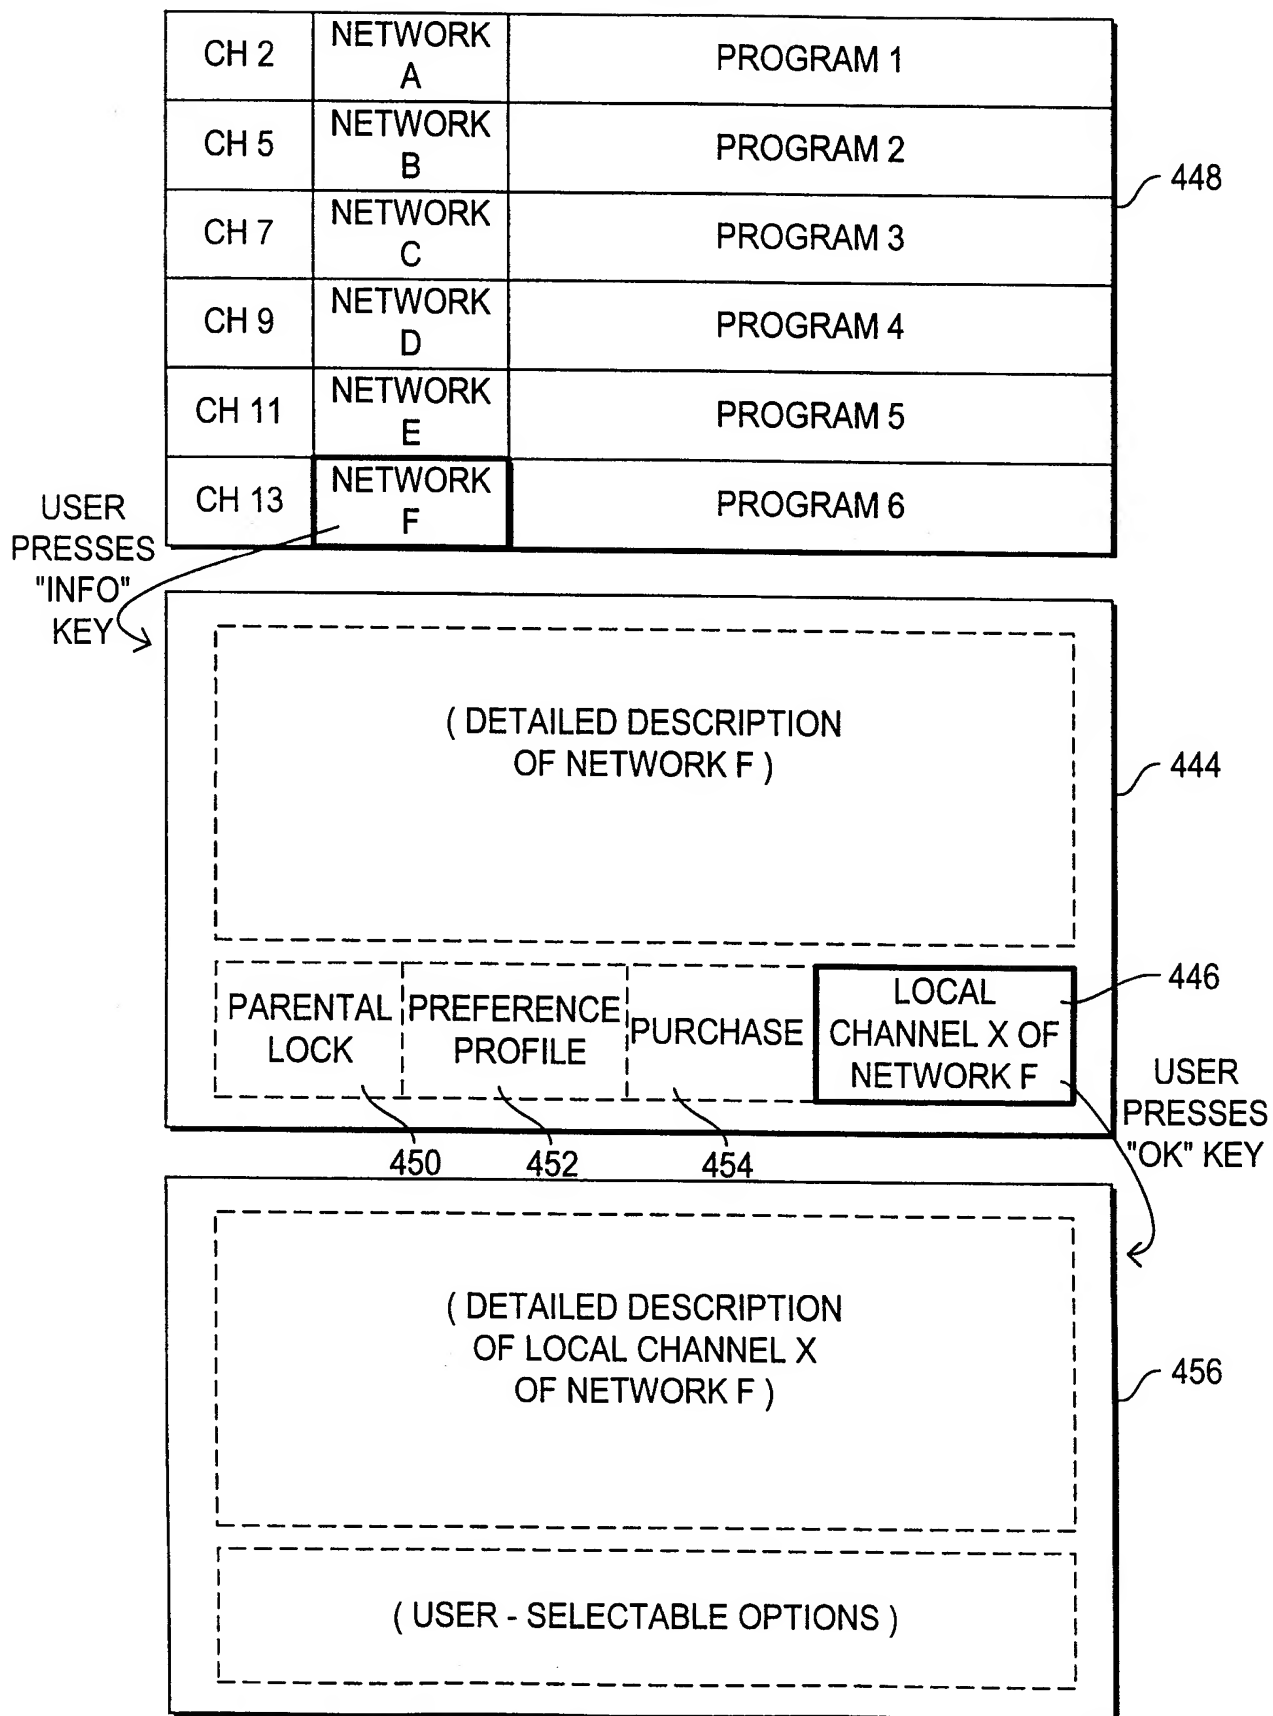 CH 2
NETWORK
A
PROGRAM 1
CH 5
NETWORK
B
PROGRAM 2
448
CH 7
NETWORK
C
PROGRAM 3
CH 9
NETWORK
D
PROGRAM 4
CH 11
NETWORK
E
PROGRAM 5
CH 13
NETWORK
F
PROGRAM 6
USER
PRESSES
"INFO"
KEY
( DETAILED DESCRIPTION
OF NETWORK F )
444
PARENTAL
LOCK
PREFERENCE
PROFILE
PURCHASE
LOCAL
CHANNEL X OF
NETWORK F
446
USER
PRESSES
"OK" KEY
450
452
454
( DETAILED DESCRIPTION
OF LOCAL CHANNEL X
OF NETWORK F )
456
( USER - SELECTABLE OPTIONS )